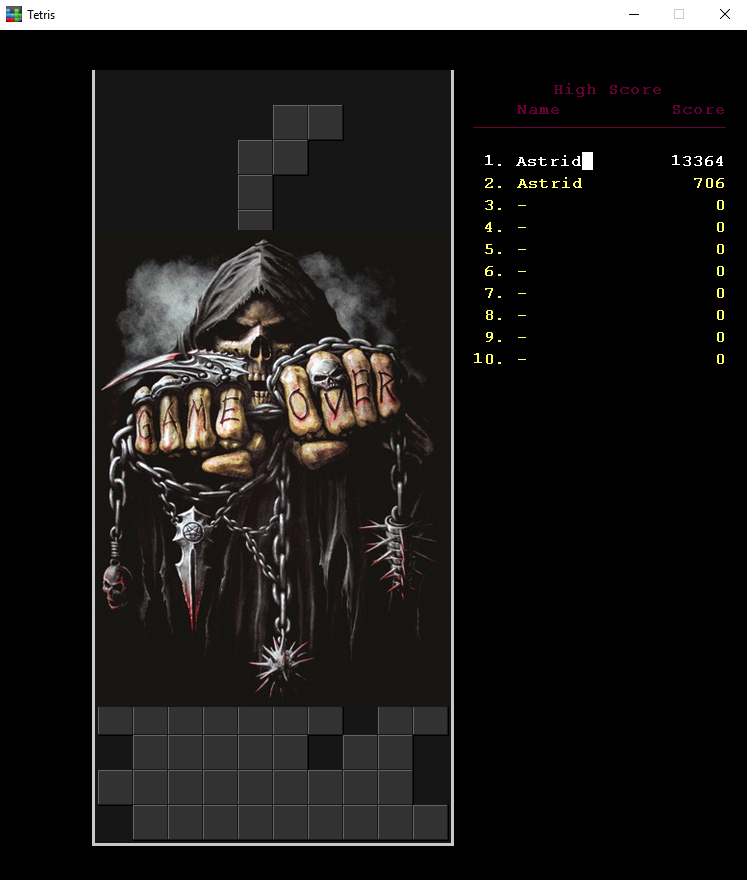 Tetris
High Score
Name Score
1. Astrid 13364
2. Astrid 706
3. - 0
4. - 0
5. - 0
6. - 0
7. - 0
8. - 0
9. - 0
10. - 0
GAME OVER